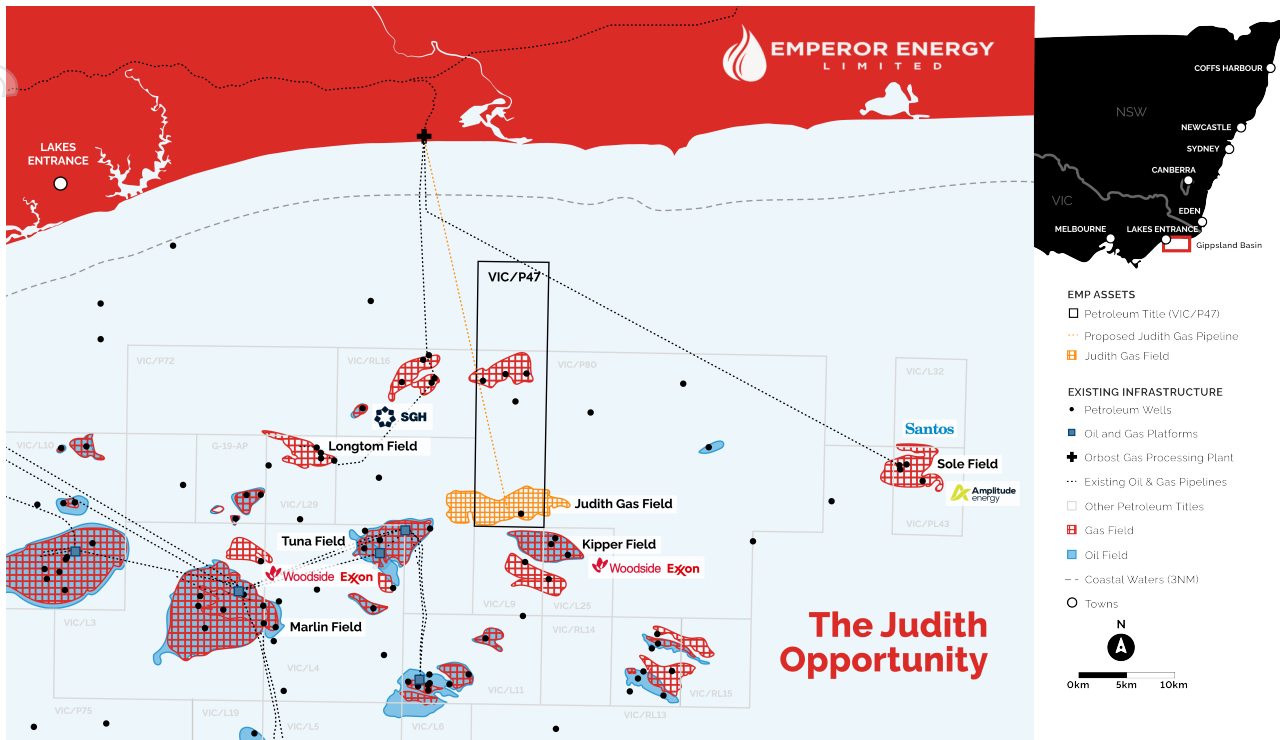 EMPEROR ENERGY
LIMITED
LAKES
ENTRANCE
VIC/P47
VIC/P72
VIC/RL16
VIC/P80
VIC/L32
SGH
Santos
VIC/L10
G-19-AP
Longtom Field
Sole Field
Amplitude
energy
VIC/L29
Judith Gas Field
VIC/PL43
Tuna Field
Kipper Field
Woodside Exxon
Woodside Exxon
VIC/L9
VIC/L25
VIC/L3
Marlin Field
VIC/RL14
The Judith
Opportunity
VIC/L4
VIC/L11
VIC/RL15
VIC/P75
VIC/L19
VIC/L5
VIC/L6
VIC/RL13
COFFS HARBOUR
NSW
NEWCASTLE
SYDNEY
CANBERRA
VIC
EDEN
MELBOURNE
LAKES ENTRANCE
Gippsland Basin
EMP ASSETS
Petroleum Title (VIC/P47)
Proposed Judith Gas Pipeline
Judith Gas Field
EXISTING INFRASTRUCTURE
Petroleum Wells
Oil and Gas Platforms
Orbost Gas Processing Plant
Existing Oil & Gas Pipelines
Other Petroleum Titles
Gas Field
Oil Field
Coastal Waters (3NM)
Towns
N
0km 5km 10km